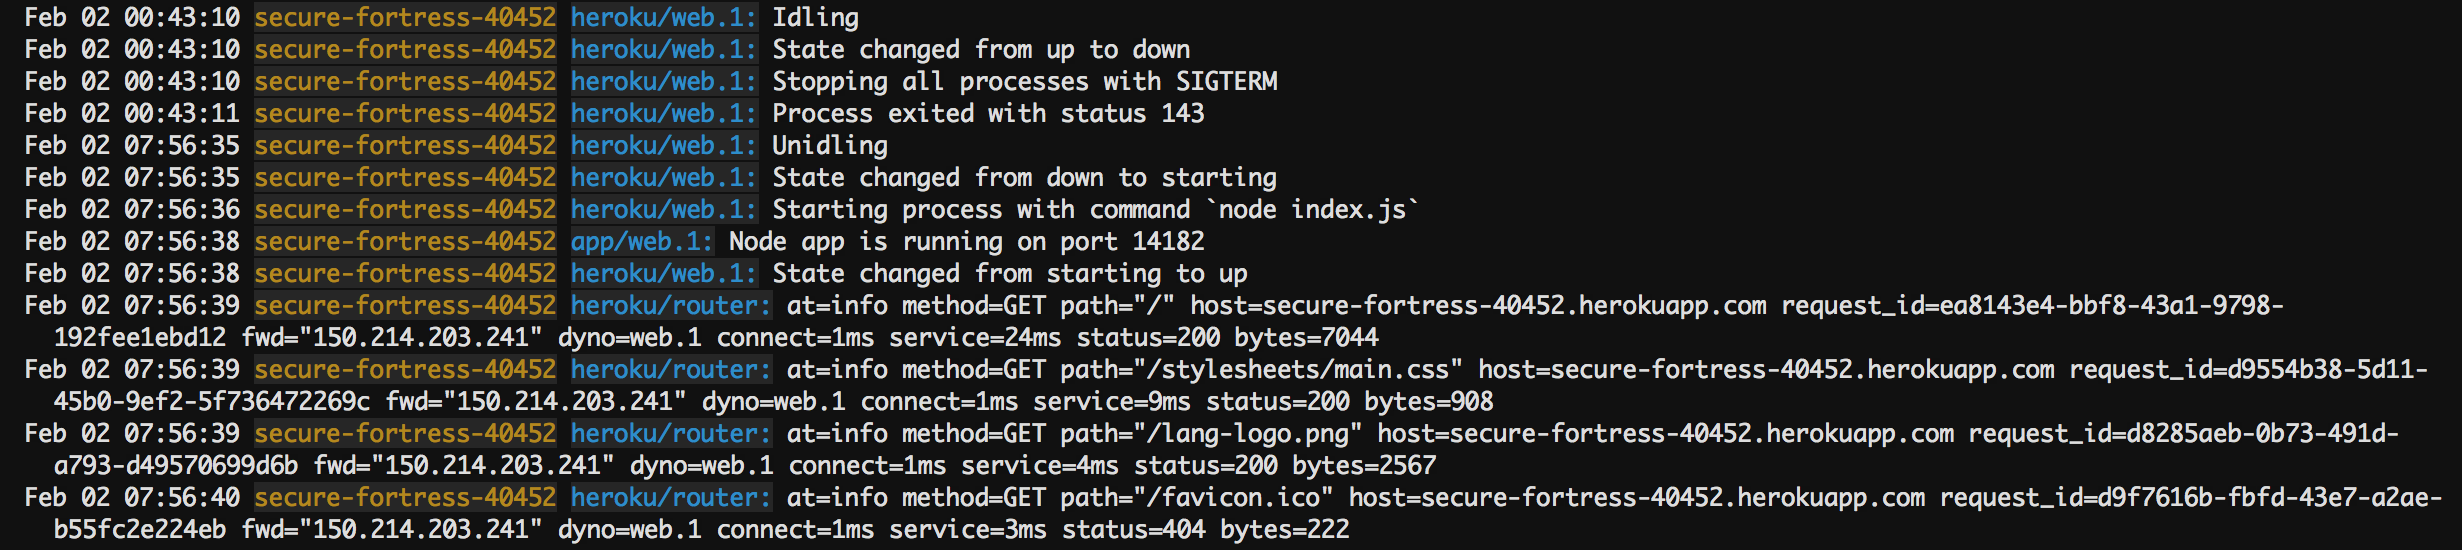 Feb 02 00:43:10 secure-fortress-40452 heroku/web.1: Idling
Feb 02 00:43:10 secure-fortress-40452 heroku/web.1: State changed from up to down
Feb 02 00:43:10 secure-fortress-40452 heroku/web.1: Stopping all processes with SIGTERM
Feb 02 00:43:11 secure-fortress-40452 heroku/web.1: Process exited with status 143
Feb 02 07:56:35 secure-fortress-40452 heroku/web.1: Unidling
Feb 02 07:56:35 secure-fortress-40452 heroku/web.1: State changed from down to starting
Feb 02 07:56:36 secure-fortress-40452 heroku/web.1: Starting process with command `node index.js`
Feb 02 07:56:38 secure-fortress-40452 app/web.1: Node app is running on port 14182
Feb 02 07:56:38 secure-fortress-40452 heroku/web.1: State changed from starting to up
Feb 02 07:56:39 secure-fortress-40452 heroku/router: at=info method=GET path="/" host=secure-fortress-40452.herokuapp.com request_id=ea8143e4-bbf8-43a1-9798-
192fee1ebd12 fwd="150.214.203.241" dyno=web.1 connect=1ms service=24ms status=200 bytes=7044
Feb 02 07:56:39 secure-fortress-40452 heroku/router: at=info method=GET path="/stylesheets/main.css" host=secure-fortress-40452.herokuapp.com request_id=d9554b38-5d11-
45b0-9ef2-5f736472269c fwd="150.214.203.241" dyno=web.1 connect=1ms service=9ms status=200 bytes=908
Feb 02 07:56:39 secure-fortress-40452 heroku/router: at=info method=GET path="/lang-logo.png" host=secure-fortress-40452.herokuapp.com request_id=d8285aeb-0b73-491d-
a793-d49570699d6b fwd="150.214.203.241" dyno=web.1 connect=1ms service=4ms status=200 bytes=2567
Feb 02 07:56:40 secure-fortress-40452 heroku/router: at=info method=GET path="/favicon.ico" host=secure-fortress-40452.herokuapp.com request_id=d9f7616b-fbfd-43e7-a2ae-
b55fc2e224eb fwd="150.214.203.241" dyno=web.1 connect=1ms service=3ms status=404 bytes=222